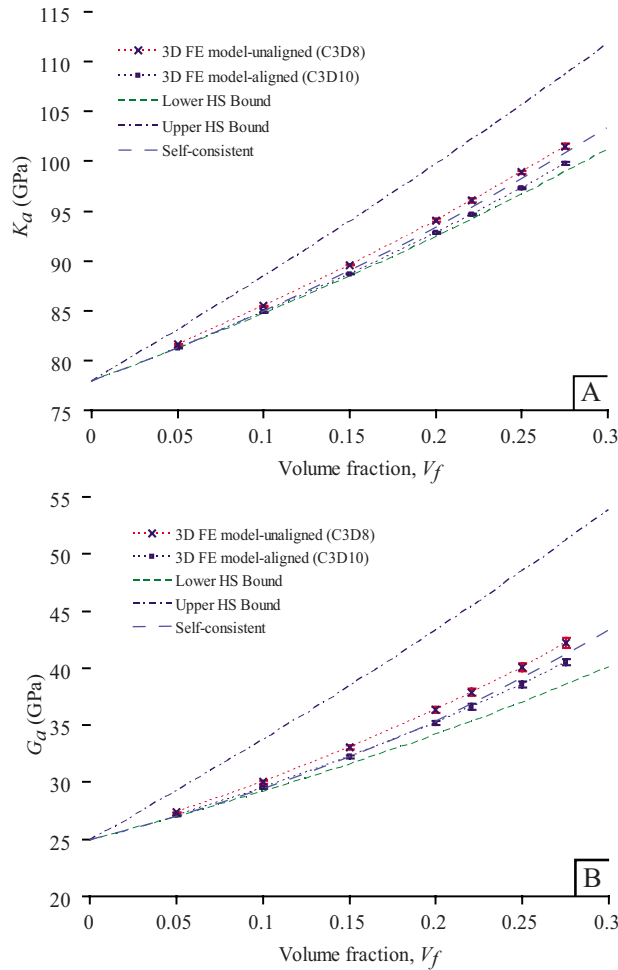 115
110
105
100
95
90
85
80
75
K_a (GPa)
3D FE model-unaligned (C3D8)
3D FE model-aligned (C3D10)
Lower HS Bound
Upper HS Bound
Self-consistent
A
0 0.05 0.1 0.15 0.2 0.25 0.3
Volume fraction, V_f
55
50
45
40
35
30
25
20
G_a (GPa)
3D FE model-unaligned (C3D8)
3D FE model-aligned (C3D10)
Lower HS Bound
Upper HS Bound
Self-consistent
B
0 0.05 0.1 0.15 0.2 0.25 0.3
Volume fraction, V_f